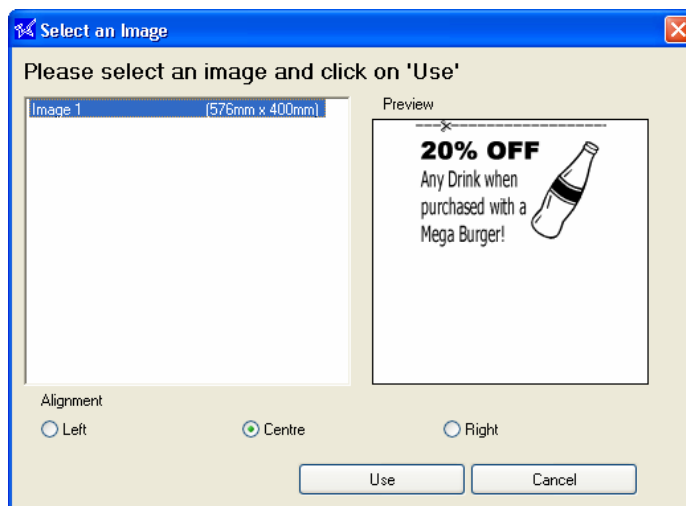 Select an Image
Please select an image and click on 'Use'
Image 1 (576mm x 400mm)
Preview
20% OFF
Any Drink when
purchased with a
Mega Burger!
Alignment
Left Centre Right
Use Cancel